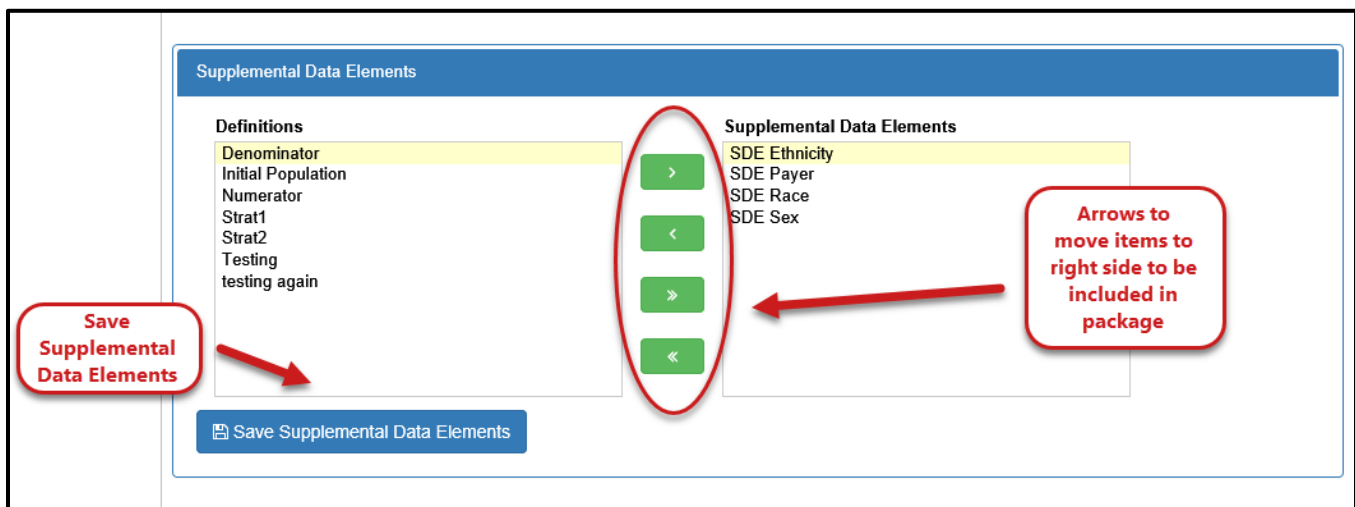 Supplemental Data Elements
Definitions
Denominator
Initial Population
Numerator
Strat1
Strat2
Testing
testing again
>
<
»
«
Supplemental Data Elements
SDE Ethnicity
SDE Payer
SDE Race
SDE Sex
Arrows to
move items to
right side to be
included in
package
Save
Supplemental
Data Elements
Save Supplemental Data Elements